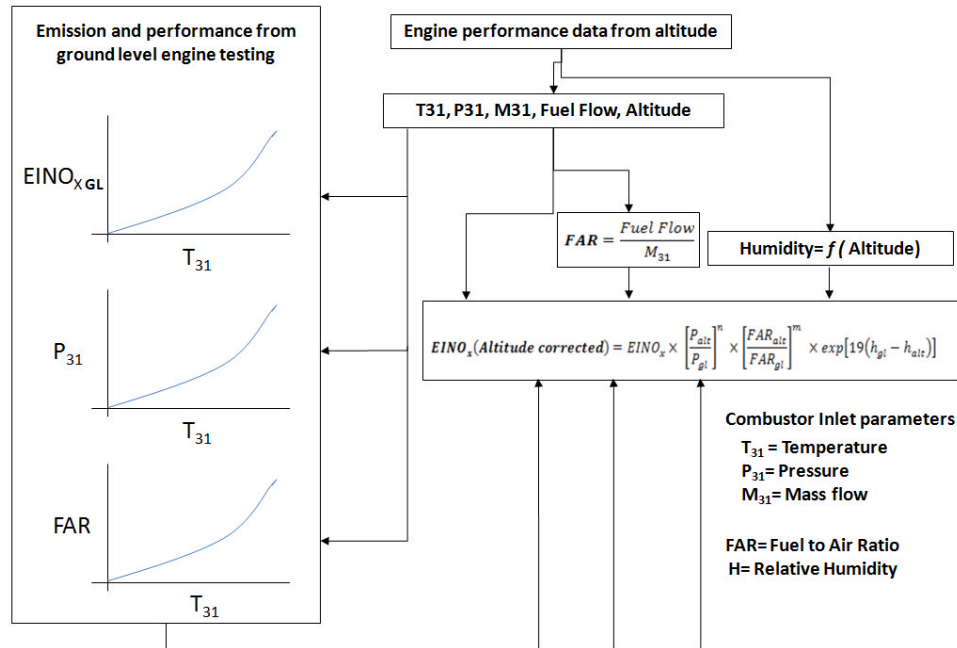 Emission and performance from
ground level engine testing
EINOX GL
T31
P31
T31
FAR
T31
Engine performance data from altitude
T31, P31, M31, Fuel Flow, Altitude
FAR = Fuel Flow / M31
Humidity= f ( Altitude)
EINOx(Altitude corrected) = EINOx × [Palt/Pgl]^n × [FARalt/FARgl]^m × exp[19(hgl − halt)]
Combustor Inlet parameters
T31 = Temperature
P31= Pressure
M31= Mass flow
FAR= Fuel to Air Ratio
H= Relative Humidity